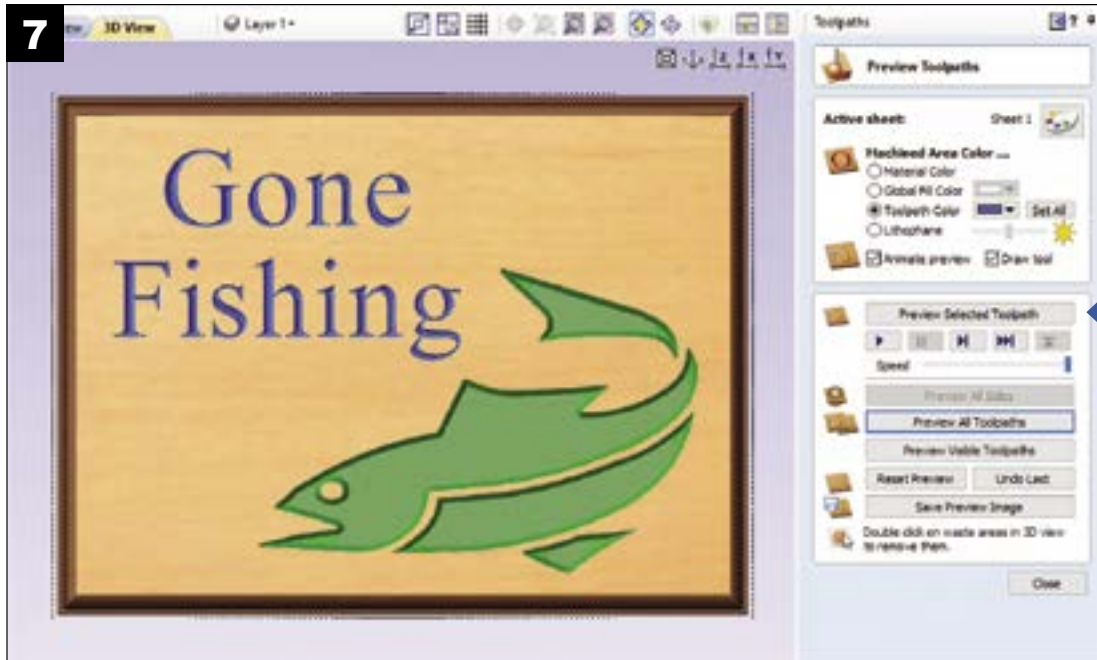 7
3D View
Layer 1
Toolpaths
?
Preview Toolpaths
Active sheet: Sheet 1
Machined Area Color ...
Material Color
Global Fill Color
Toolpath Color
Set All
Lithophane
Animate preview Draw tool
Gone
Fishing
Preview Selected Toolpath
Speed
Preview All Sides
Preview All Toolpaths
Preview Visible Toolpaths
Reset Preview Undo Last
Save Preview Image
Double click on waste areas in 3D view
to remove them.
Close